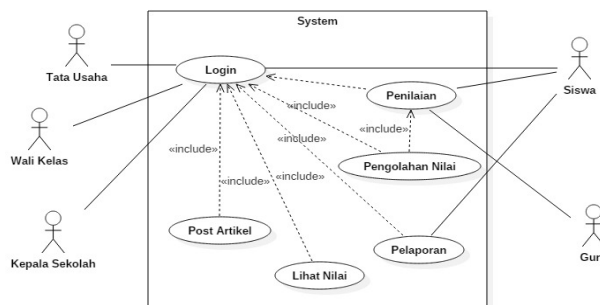 System
Tata Usaha
Login
Siswa
Penilaian
«include»
«include»
Wali Kelas
«include»
«include»
Pengolahan Nilai
«include»
«include»
Post Artikel
Kepala Sekolah
Pelaporan
Gur
Lihat Nilai